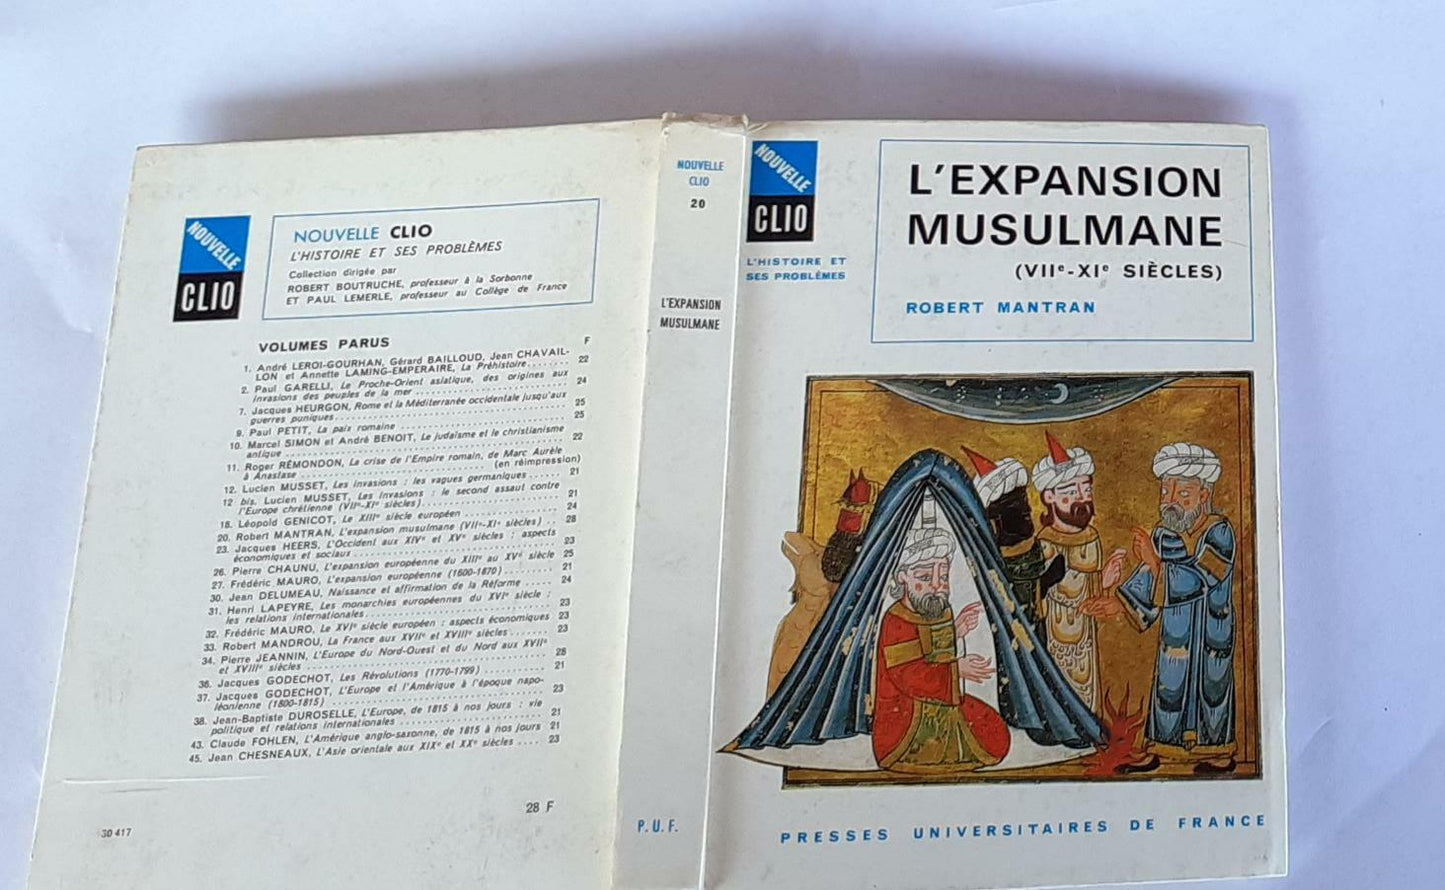 NOUVELLE
CLIO
NOUVELLE CLIO
L'HISTOIRE ET SES PROBLÈMES
Collection dirigée par
ROBERT BOUTRUCHE, professeur à la Sorbonne
ET PAUL LEMERLE, professeur au Collège de France
VOLUMES PARUS
F
1. André LEROI-GOURHAN, Gérard BAILLOUD, Jean CHAVAIL-
LON et Annette LAMING-EMPERAIRE, La Préhistoire........ 22
2. Paul GARELLI, Le Proche-Orient asiatique, des origines aux
invasions des peuples de la mer ........................ 24
7. Jacques HEURGON, Rome et la Méditerranée occidentale jusqu'aux
guerres puniques........................ 25
9. Paul PETIT, La paix romaine ........................ 25
10. Marcel SIMON et André BENOIT, Le judaïsme et le christianisme
antique ........................ 22
11. Roger RÉMONDON, La crise de l'Empire romain, de Marc Aurèle
à Anastase ........................ (en réimpression)
12. Lucien MUSSET, Les invasions : les vagues germaniques ....... 21
12 bis. Lucien MUSSET, Les invasions : le second assaut contre
l'Europe chrétienne (VIIe-XIe siècles)........................ 21
18. Léopold GENICOT, Le XIIIe siècle européen ................ 24
20. Robert MANTRAN, L'expansion musulmane (VIIe-XIe siècles) .. 28
23. Jacques HEERS, L'Occident aux XIVe et XVe siècles : aspects
économiques et sociaux ........................ 23
26. Pierre CHAUNU, L'expansion européenne du XIIIe au XVe siècle 25
27. Frédéric MAURO, L'expansion européenne (1600-1870) ......... 21
30. Jean DELUMEAU, Naissance et affirmation de la Réforme ..... 24
31. Henri LAPEYRE, Les monarchies européennes du XVIe siècle :
les relations internationales ........................ 23
32. Frédéric MAURO, Le XVIe siècle européen : aspects économiques 23
33. Robert MANDROU, La France aux XVIIe et XVIIIe siècles ....... 23
34. Pierre JEANNIN, L'Europe du Nord-Ouest et du Nord aux XVIIe
et XVIIIe siècles ........................ 28
36. Jacques GODECHOT, Les Révolutions (1770-1799) .......... 21
37. Jacques GODECHOT, L'Europe et l'Amérique à l'époque napo-
léonienne (1800-1815) ........................ 23
38. Jean-Baptiste DUROSELLE, L'Europe, de 1815 à nos jours : vie
politique et relations internationales ........................ 21
43. Claude FOHLEN, L'Amérique anglo-saxonne, de 1815 à nos jours 21
45. Jean CHESNEAUX, L'Asie orientale aux XIXe et XXe siècles .... 23
28 F
30 417
NOUVELLE
CLIO
20
L'EXPANSION
MUSULMANE
P. U. F.
NOUVELLE
CLIO
L'HISTOIRE ET
SES PROBLÈMES
L'EXPANSION
MUSULMANE
(VIIe-XIe SIÈCLES)
ROBERT MANTRAN
PRESSES UNIVERSITAIRES DE FRANCE